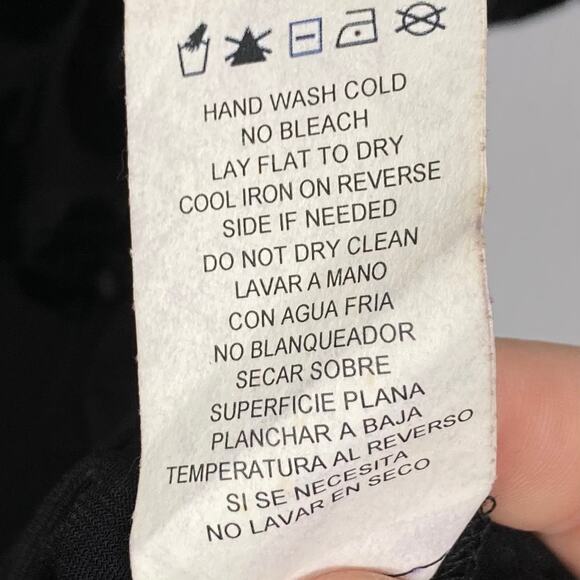 HAND WASH COLD
NO BLEACH
LAY FLAT TO DRY
COOL IRON ON REVERSE
SIDE IF NEEDED
DO NOT DRY CLEAN
LAVAR A MANO
CON AGUA FRIA
NO BLANQUEADOR
SECAR SOBRE
SUPERFICIE PLANA
PLANCHAR A BAJA
TEMPERATURA AL REVERSO
SI SE NECESITA
NO LAVAR EN SECO